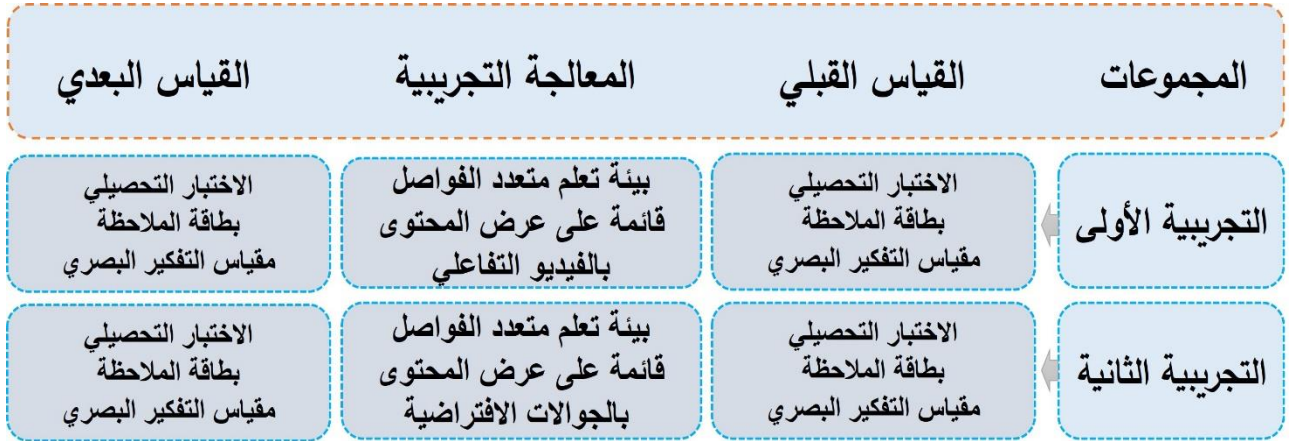 المجموعات
القياس القبلي
المعالجة التجريبية
القياس البعدي
التجريبية الأولى
الاختبار التحصيلي
بطاقة الملاحظة
مقياس التفكير البصري
بيئة تعلم متعدد الفواصل
قائمة على عرض المحتوى
بالفيديو التفاعلي
الاختبار التحصيلي
بطاقة الملاحظة
مقياس التفكير البصري
التجريبية الثانية
الاختبار التحصيلي
بطاقة الملاحظة
مقياس التفكير البصري
بيئة تعلم متعدد الفواصل
قائمة على عرض المحتوى
بالجوالات الافتراضية
الاختبار التحصيلي
بطاقة الملاحظة
مقياس التفكير البصري